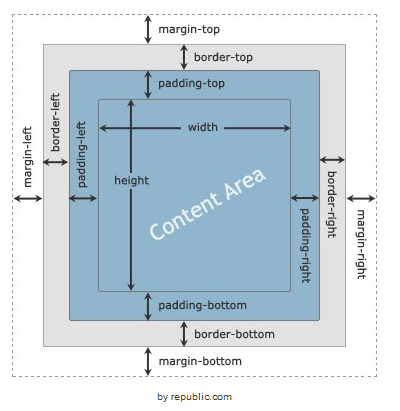 margin-top
border-top
padding-top
width
height
Content Area
margin-left
border-left
padding-left
padding-right
border-right
margin-right
padding-bottom
border-bottom
margin-bottom
by republic.com